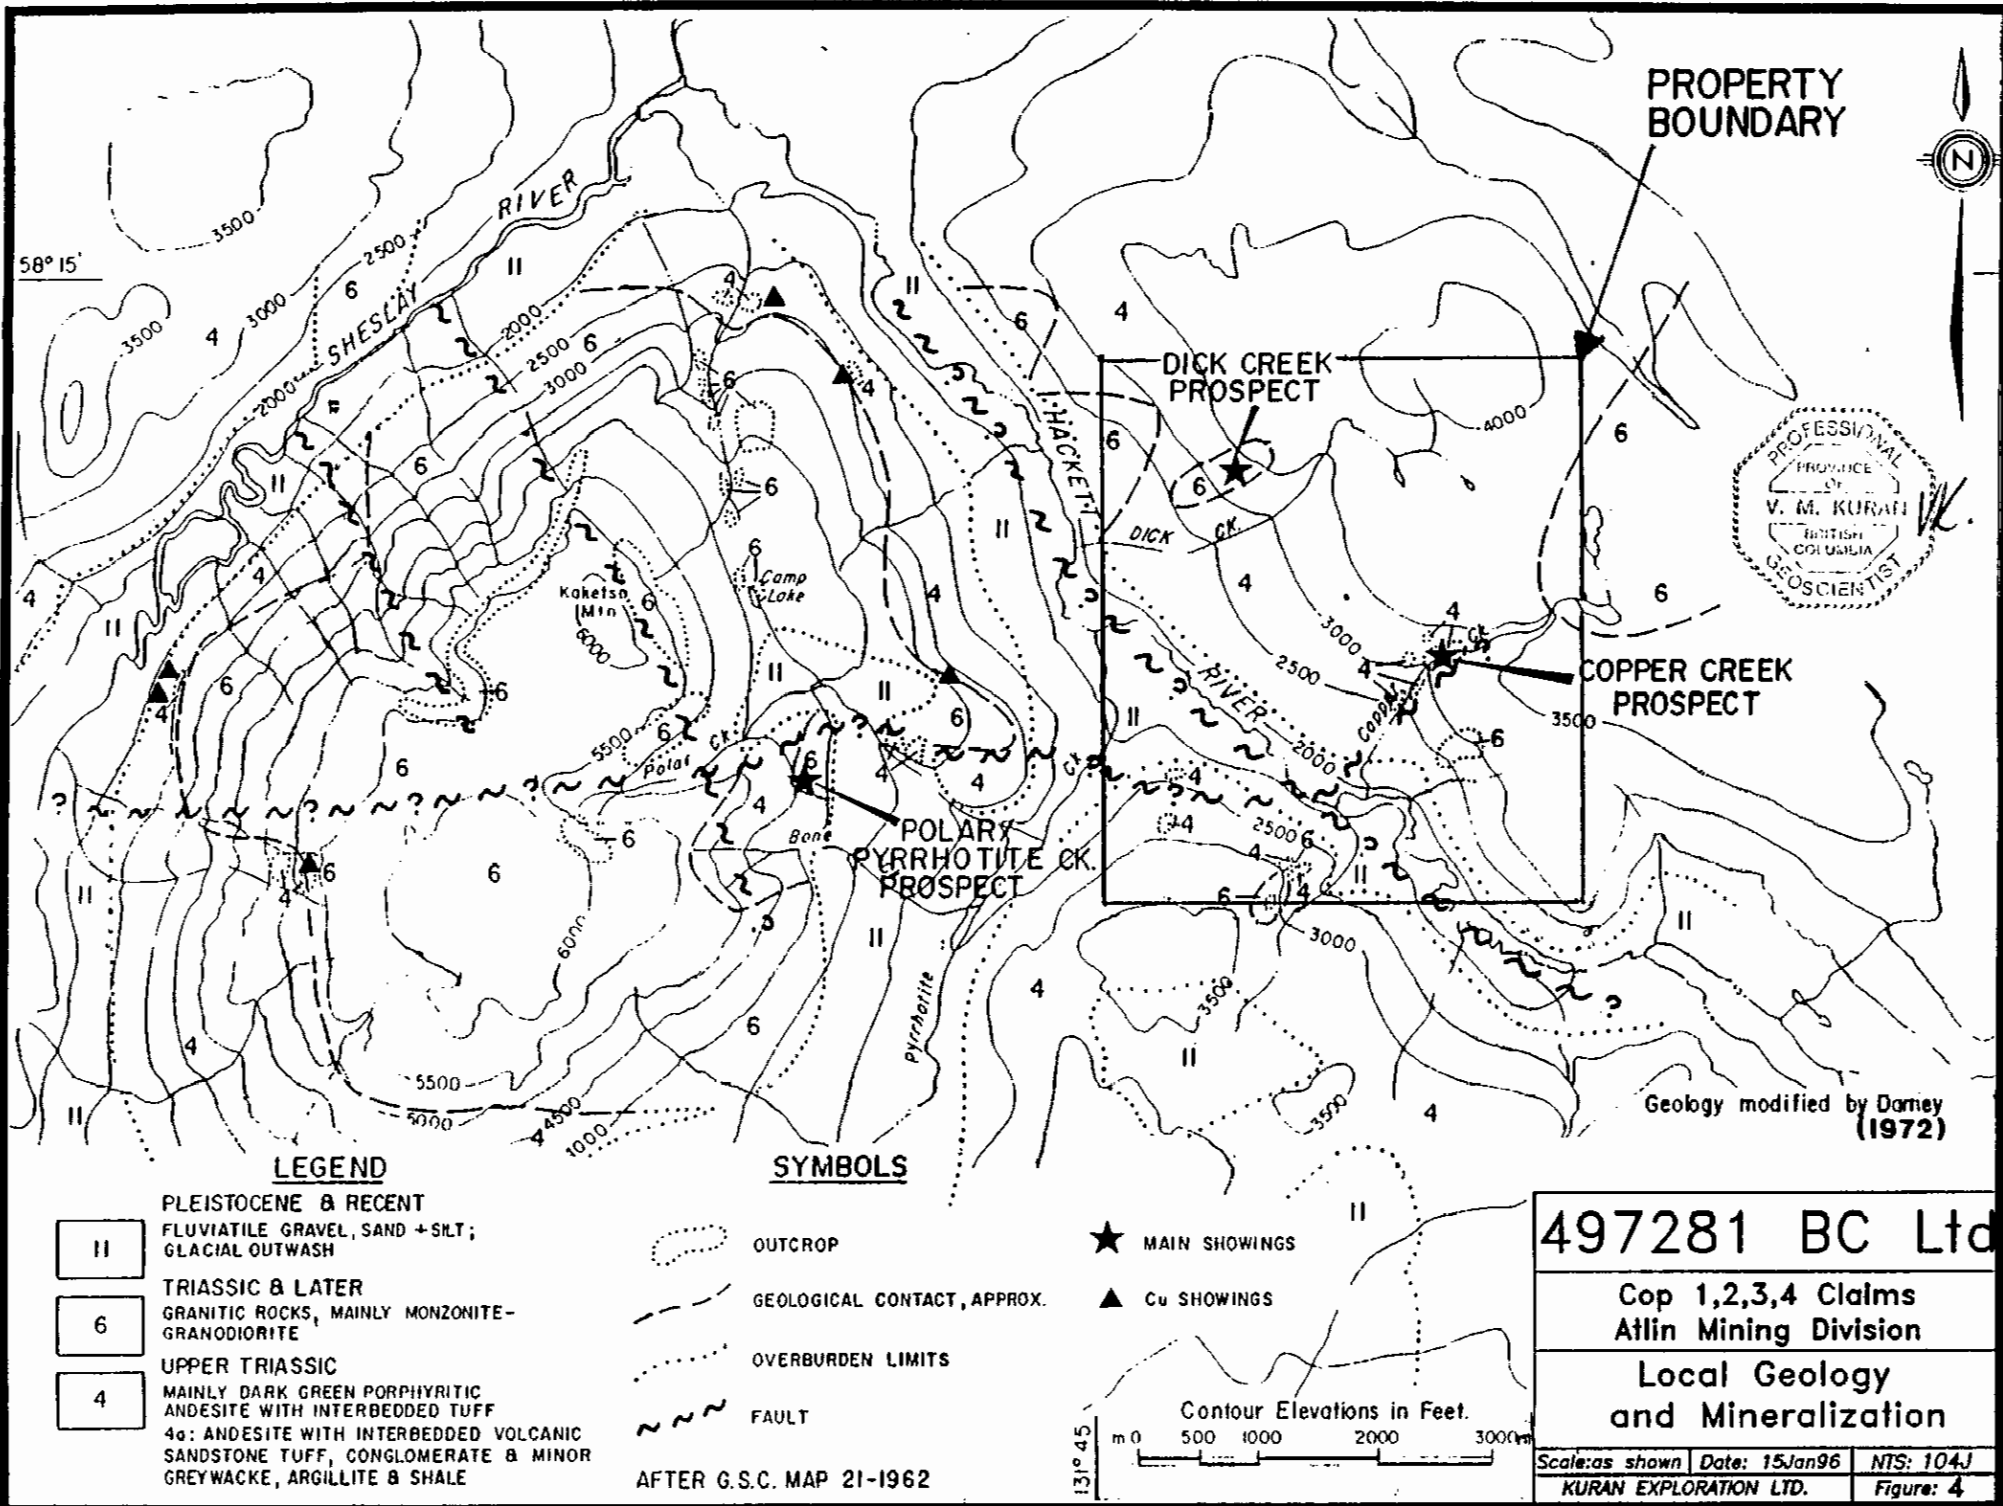 PROPERTY
BOUNDARY
N
58° 15'
SHESLAY RIVER
HACKETT RIVER
3500
2500
3000
3500
2000
2000
2500
3000
DICK CREEK
PROSPECT
4000
DICK CK.
PROFESSIONAL
PROVINCE
OF
V. M. KURAN
BRITISH
COLUMBIA
GEOSCIENTIST
VK.
Camp
Lake
Kaketsa
Mtn
6000
3000
2500
Copper Ck
COPPER CREEK
PROSPECT
3500
5500
Polar Ck
2000
Bone
POLAR/
PYRRHOTITE CK.
PROSPECT
2500
6000
3000
Pyrrhotite
Ck
3500
5500
5000
4500
3500
Geology modified by Darney
(1972)
LEGEND
PLEISTOCENE & RECENT
11
FLUVIATILE GRAVEL, SAND + SILT;
GLACIAL OUTWASH
TRIASSIC & LATER
6
GRANITIC ROCKS, MAINLY MONZONITE-
GRANODIORITE
UPPER TRIASSIC
4
MAINLY DARK GREEN PORPHYRITIC
ANDESITE WITH INTERBEDDED TUFF
4a: ANDESITE WITH INTERBEDDED VOLCANIC
SANDSTONE TUFF, CONGLOMERATE & MINOR
GREYWACKE, ARGILLITE & SHALE
SYMBOLS
OUTCROP
GEOLOGICAL CONTACT, APPROX.
OVERBURDEN LIMITS
FAULT
AFTER G.S.C. MAP 21-1962
MAIN SHOWINGS
Cu SHOWINGS
131° 45
Contour Elevations in Feet.
m 0 500 1000 2000 3000m
497281 BC Ltd
Cop 1,2,3,4 Claims
Atlin Mining Division
Local Geology
and Mineralization
Scale: as shown
Date: 15Jan96
NTS: 104J
KURAN EXPLORATION LTD.
Figure: 4